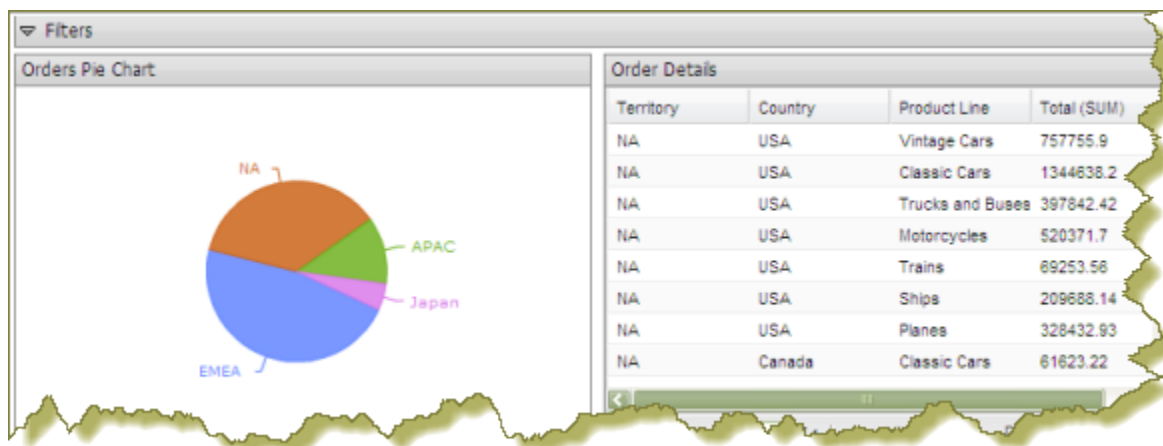 Filters
Orders Pie Chart
NA
APAC
Japan
EMEA
Order Details
Territory Country Product Line Total (SUM)
NA USA Vintage Cars 757755.9
NA USA Classic Cars 1344638.2
NA USA Trucks and Buses 397842.42
NA USA Motorcycles 520371.7
NA USA Trains 69253.56
NA USA Ships 209688.14
NA USA Planes 328432.93
NA Canada Classic Cars 61623.22